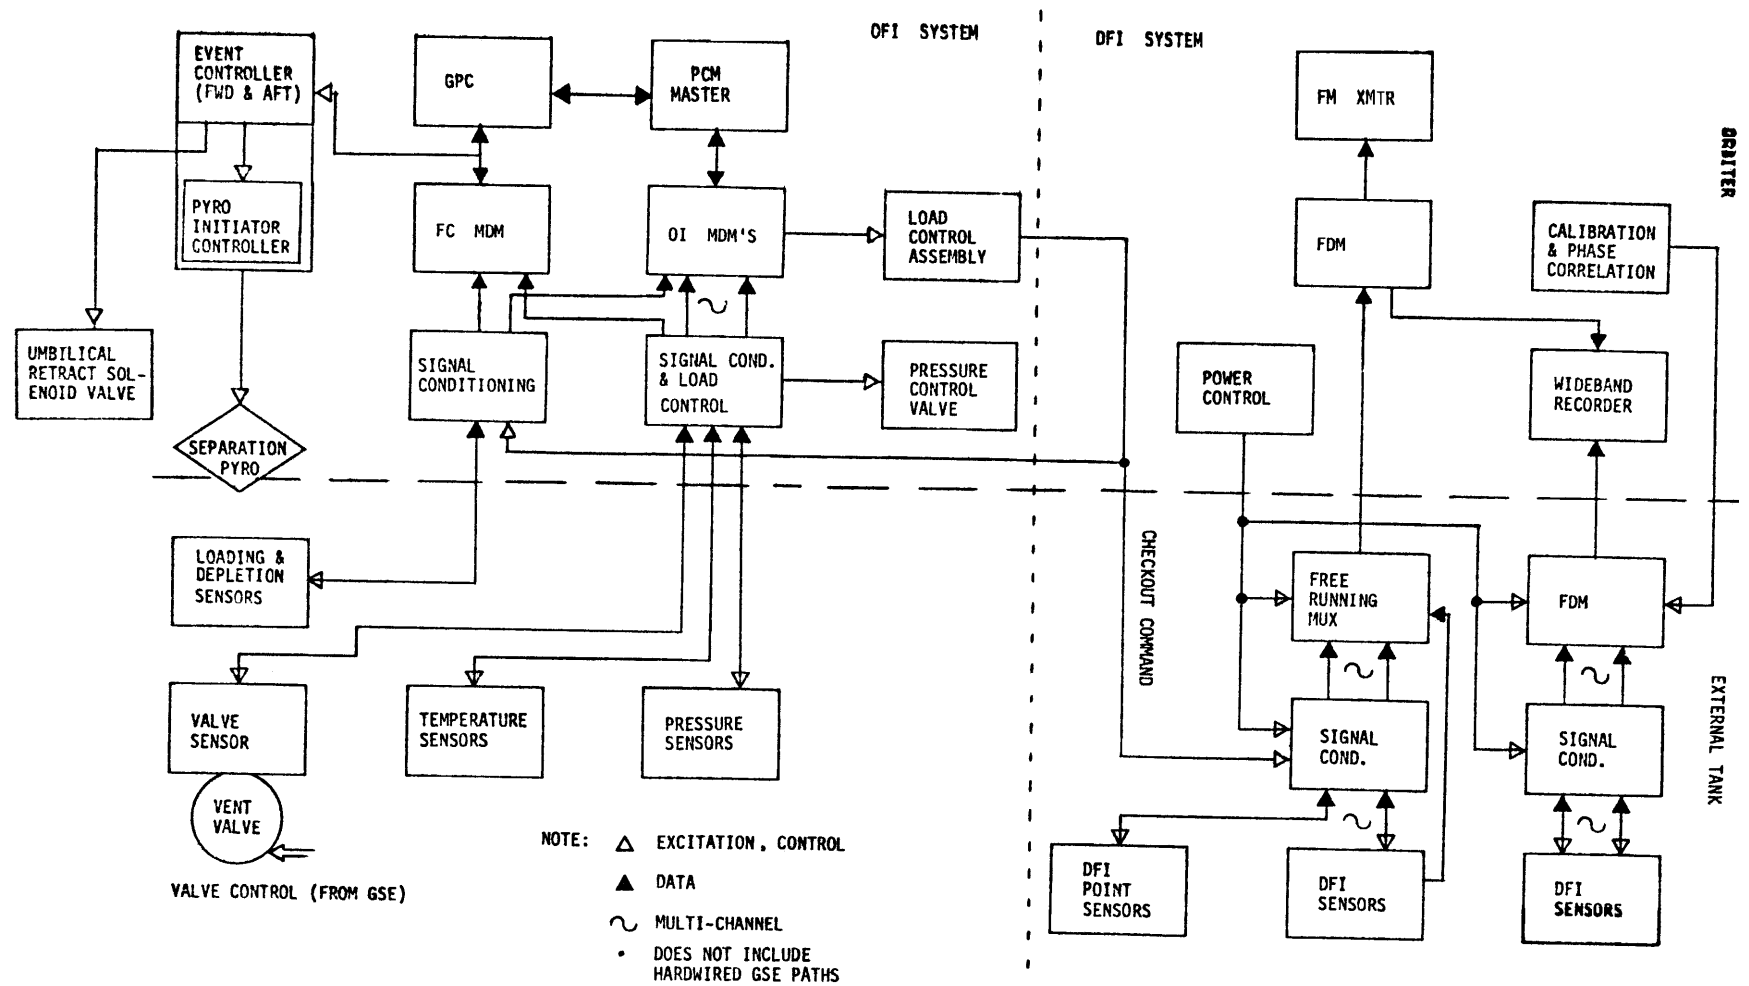 OFI SYSTEM
DFI SYSTEM
EVENT
CONTROLLER
(FWD & AFT)
GPC
PCM
MASTER
FM XMTR
ORBITER
PYRO
INITIATOR
CONTROLLER
FC MDM
OI MDM'S
LOAD
CONTROL
ASSEMBLY
FDM
CALIBRATION
& PHASE
CORRELATION
UMBILICAL
RETRACT SOL-
ENOID VALVE
SIGNAL
CONDITIONING
SIGNAL COND.
& LOAD
CONTROL
PRESSURE
CONTROL
VALVE
POWER
CONTROL
WIDEBAND
RECORDER
SEPARATION
PYRO
LOADING &
DEPLETION
SENSORS
CHECKOUT COMMAND
FREE
RUNNING
MUX
FDM
EXTERNAL TANK
VALVE
SENSOR
TEMPERATURE
SENSORS
PRESSURE
SENSORS
SIGNAL
COND.
SIGNAL
COND.
VENT
VALVE
VALVE CONTROL (FROM GSE)
NOTE: △ EXCITATION, CONTROL
▲ DATA
∼ MULTI-CHANNEL
• DOES NOT INCLUDE
HARDWIRED GSE PATHS
DFI
POINT
SENSORS
DFI
SENSORS
DFI
SENSORS